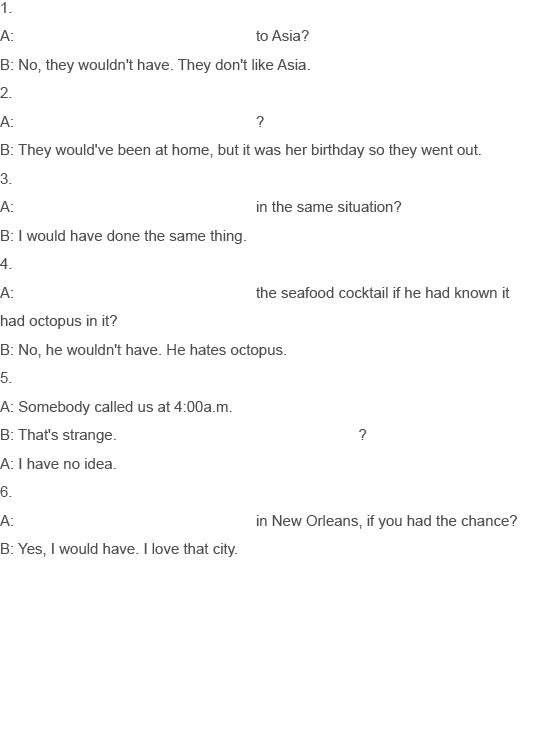 1.
A: to Asia?
B: No, they wouldn't have. They don't like Asia.
2.
A: ?
B: They would've been at home, but it was her birthday so they went out.
3.
A: in the same situation?
B: I would have done the same thing.
4.
A: the seafood cocktail if he had known it
had octopus in it?
B: No, he wouldn't have. He hates octopus.
5.
A: Somebody called us at 4:00a.m.
B: That's strange. ?
A: I have no idea.
6.
A: in New Orleans, if you had the chance?
B: Yes, I would have. I love that city.